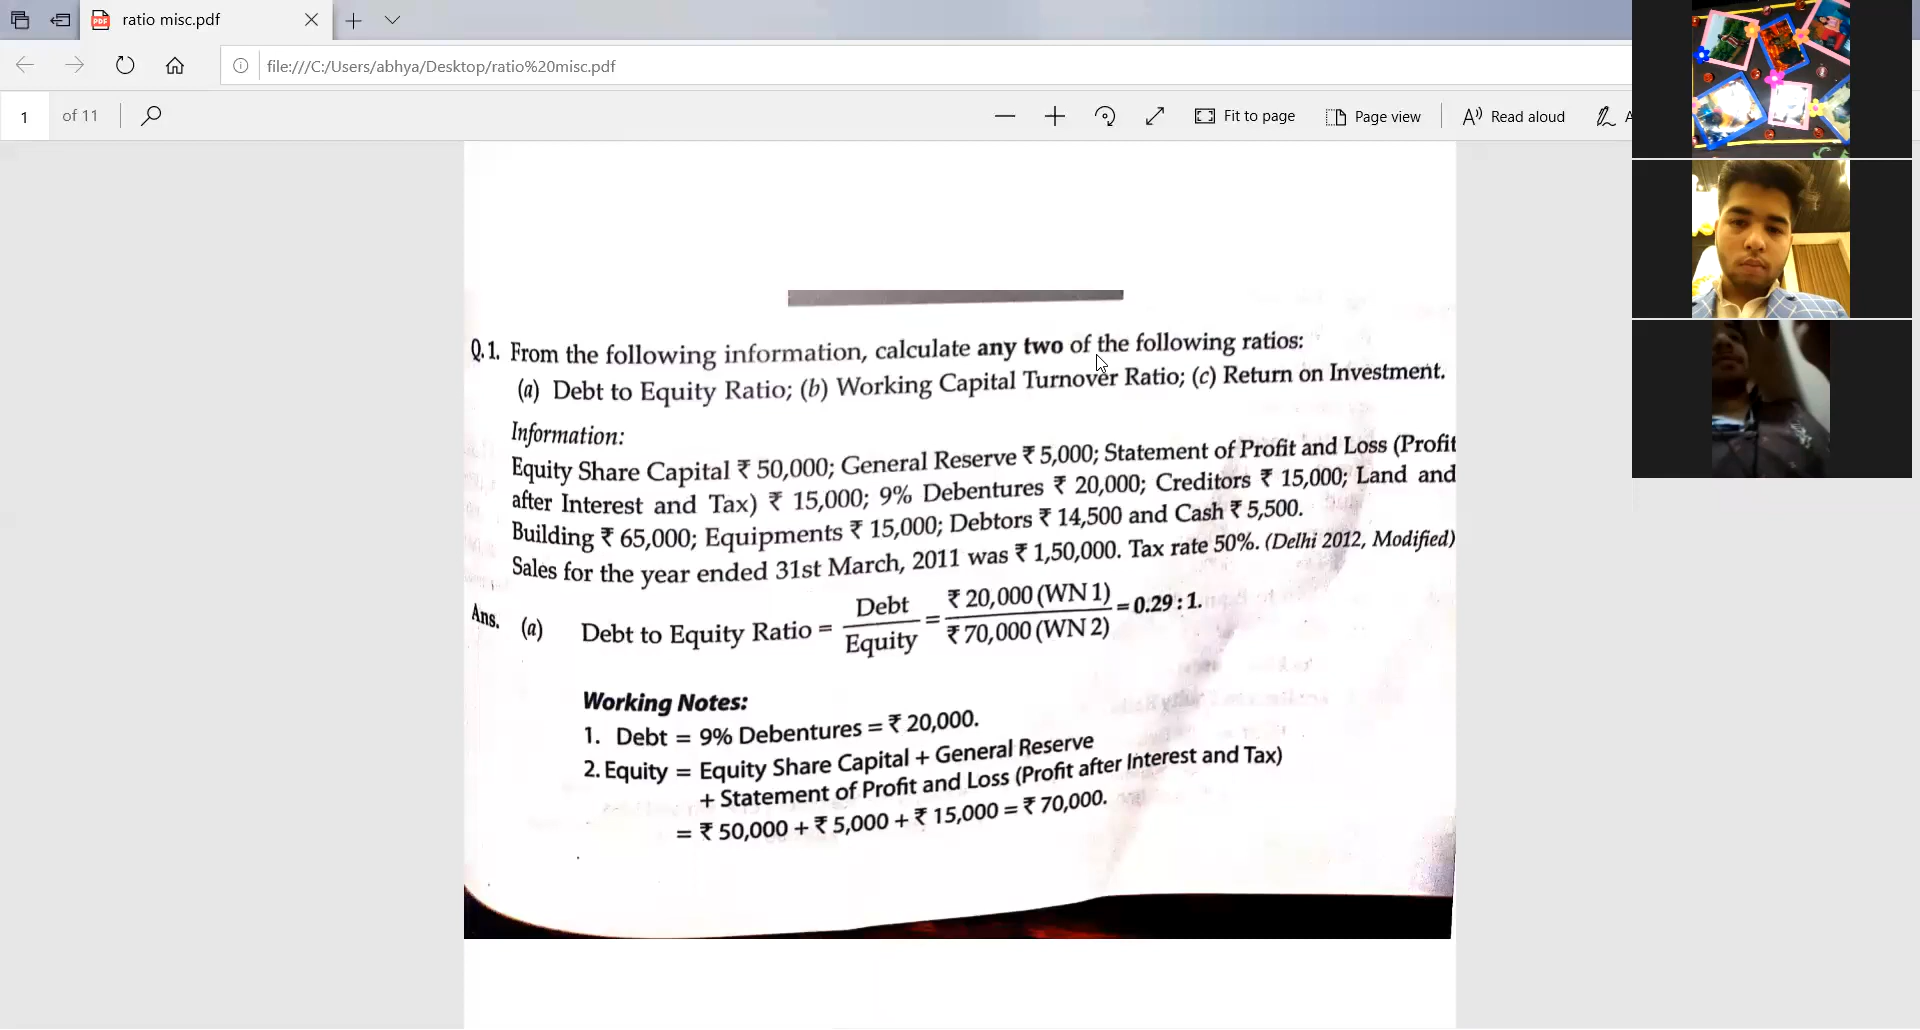 ratio misc.pdf
file:///C:/Users/abhya/Desktop/ratio%20misc.pdf
1 of 11
Fit to page
Page view
Read aloud
A
Q.1. From the following information, calculate any two of the following ratios:
(a) Debt to Equity Ratio; (b) Working Capital Turnover Ratio; (c) Return on Investment.
Information:
Equity Share Capital ₹ 50,000; General Reserve ₹ 5,000; Statement of Profit and Loss (Profit
after Interest and Tax) ₹ 15,000; 9% Debentures ₹ 20,000; Creditors ₹ 15,000; Land and
Building ₹ 65,000; Equipments ₹ 15,000; Debtors ₹ 14,500 and Cash ₹ 5,500.
Sales for the year ended 31st March, 2011 was ₹ 1,50,000. Tax rate 50%. (Delhi 2012, Modified)
Ans. (a) Debt to Equity Ratio = Debt / Equity = ₹ 20,000 (WN 1) / ₹ 70,000 (WN 2) = 0.29 : 1.
Working Notes:
1. Debt = 9% Debentures = ₹ 20,000.
2. Equity = Equity Share Capital + General Reserve
+ Statement of Profit and Loss (Profit after Interest and Tax)
= ₹ 50,000 + ₹ 5,000 + ₹ 15,000 = ₹ 70,000.